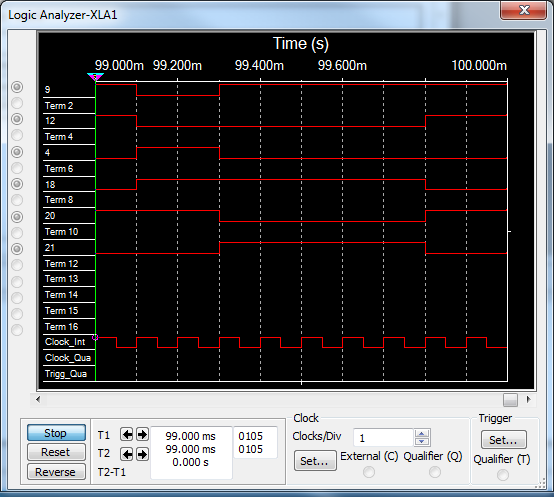 Logic Analyzer-XLA1
Time (s)
99.000m 99.200m 99.400m 99.600m 100.000m
9
Term 2
12
Term 4
4
Term 6
18
Term 8
20
Term 10
21
Term 12
Term 13
Term 14
Term 15
Term 16
Clock_Int
Clock_Qua
Trigg_Qua
Stop
Reset
Reverse
T1 99.000 ms 0105
T2 99.000 ms 0105
T2-T1 0.000 s
Clock
Clocks/Div 1
Set... External (C) Qualifier (Q)
Trigger
Set...
Qualifier (T)